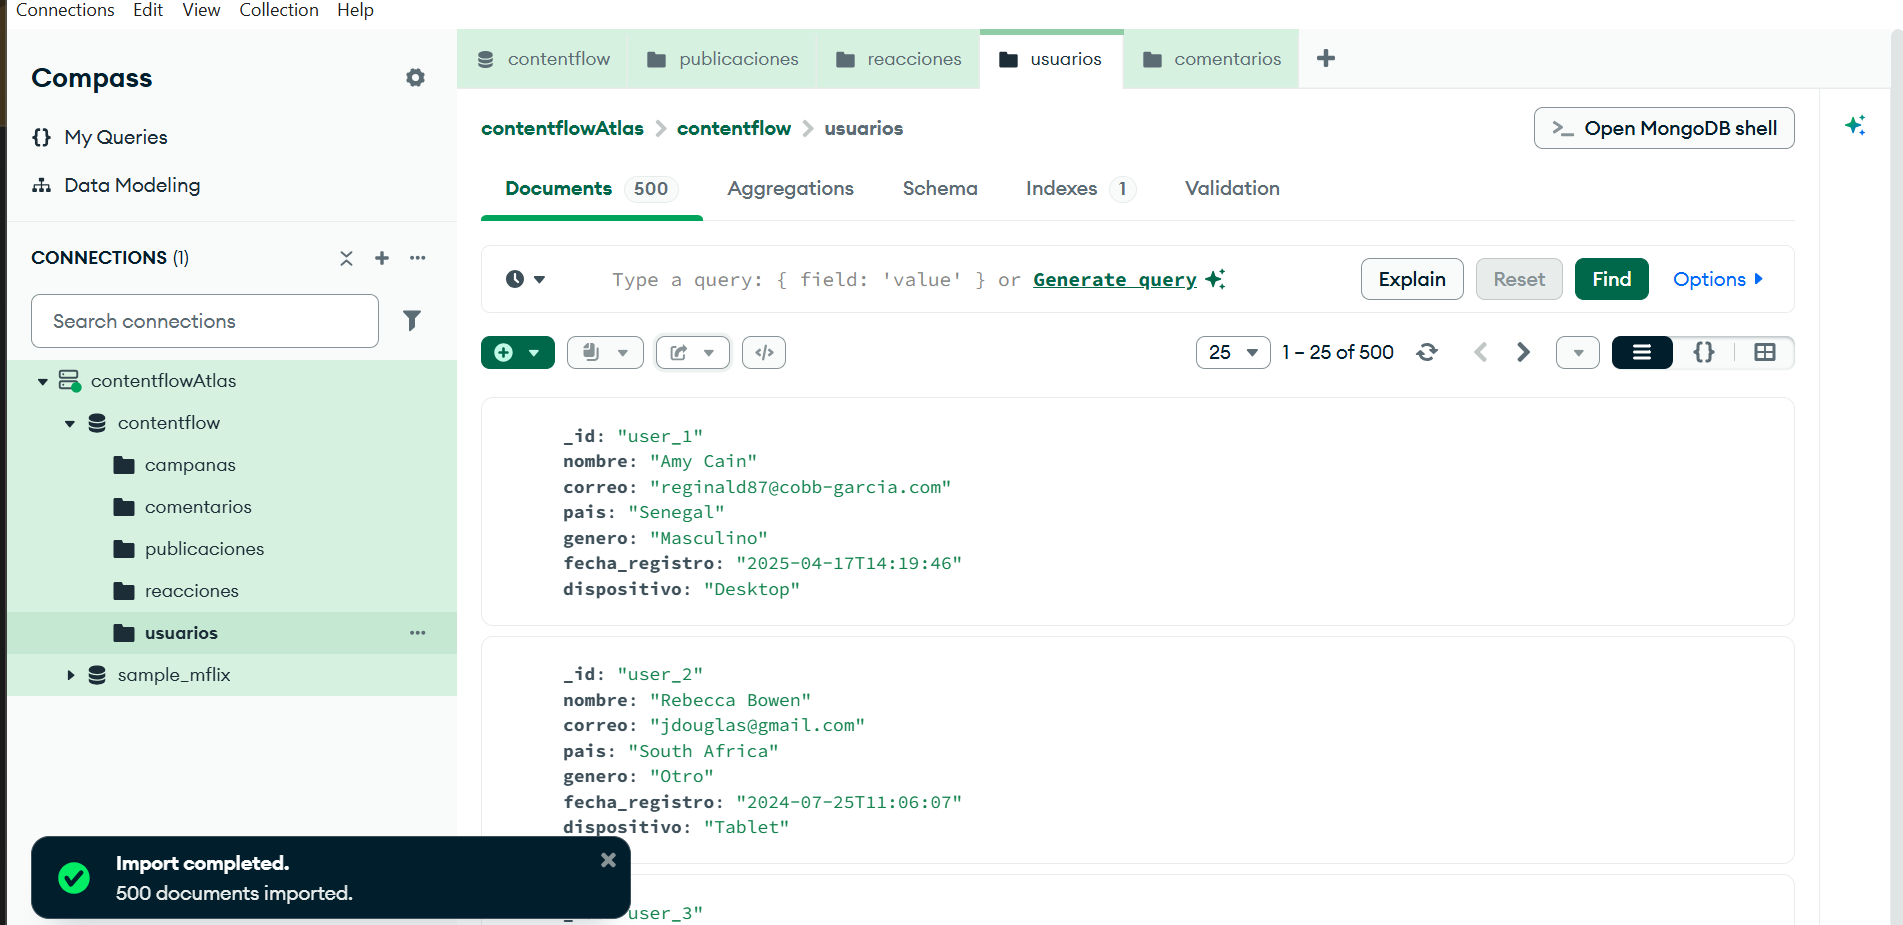 Connections Edit View Collection Help
Compass
My Queries
Data Modeling
CONNECTIONS (1)
Search connections
contentflowAtlas
contentflow
campanas
comentarios
publicaciones
reacciones
usuarios
sample_mflix
contentflow publicaciones reacciones usuarios comentarios
contentflowAtlas > contentflow > usuarios
>_ Open MongoDB shell
Documents 500 Aggregations Schema Indexes 1 Validation
Type a query: { field: 'value' } or Generate query
Explain Reset Find Options
25 1 – 25 of 500
_id: "user_1"
nombre: "Amy Cain"
correo: "reginald87@cobb-garcia.com"
pais: "Senegal"
genero: "Masculino"
fecha_registro: "2025-04-17T14:19:46"
dispositivo: "Desktop"
_id: "user_2"
nombre: "Rebecca Bowen"
correo: "jdouglas@gmail.com"
pais: "South Africa"
genero: "Otro"
fecha_registro: "2024-07-25T11:06:07"
dispositivo: "Tablet"
user_3"
Import completed.
500 documents imported.